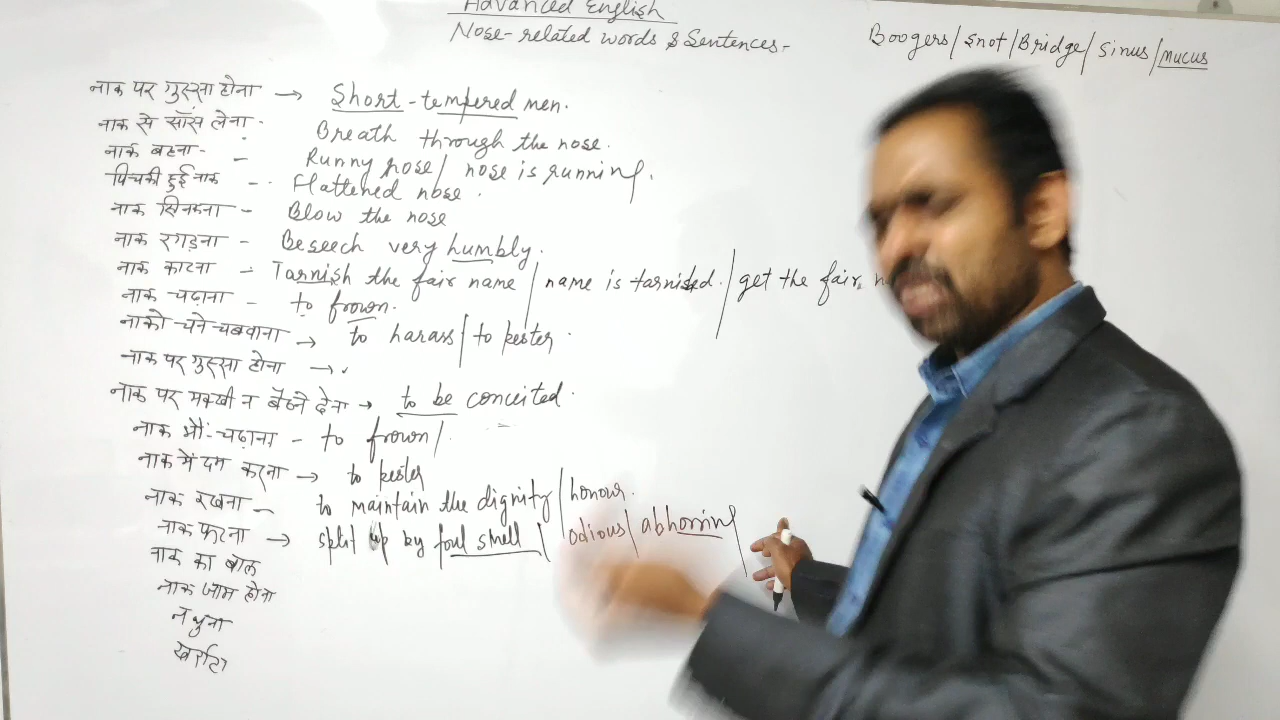 Advanced English
Nose-related words & Sentences-
Boogers/ Snot/ Bridge/ Sinus/ Mucus
नाक पर गुस्सा होना → Short-tempered men.
नाक से साँस लेना - Breath through the nose.
नाक बहना - Runny nose/ nose is running.
पिचकी हुई नाक - Flattened nose.
नाक सिनकना - Blow the nose
नाक रगड़ना - Beseech very humbly.
नाक काटना - Tarnish the fair name/ name is tarnished./ get the fair
नाक चढ़ाना - to frown.
नाको चने चबवाना → to harass/ to pester.
नाक पर गुस्सा होना →
नाक पर मक्खी न बैठने देना → to be conceited.
नाक भौं-चढ़ाना - to frown/.
नाक में दम करना → to pester
नाक रखना - to maintain the dignity/ honour.
नाक फटना → split up by foul smell/ odious/ abhorring/
नाक का बाल
नाक जाम होना
नथुना
खर्राटा